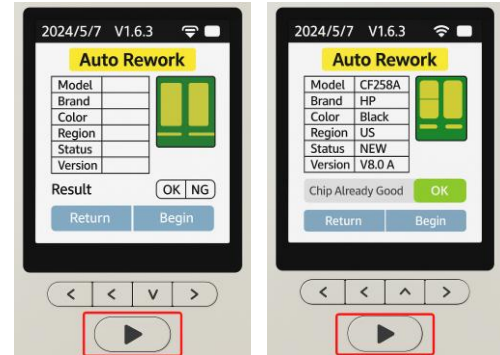 2024/5/7 V1.6.3
Auto Rework
Model
Brand
Color
Region
Status
Version
Result OK NG
Return Begin
2024/5/7 V1.6.3
Auto Rework
Model CF258A
Brand HP
Color Black
Region US
Status NEW
Version V8.0 A
Chip Already Good OK
Return Begin